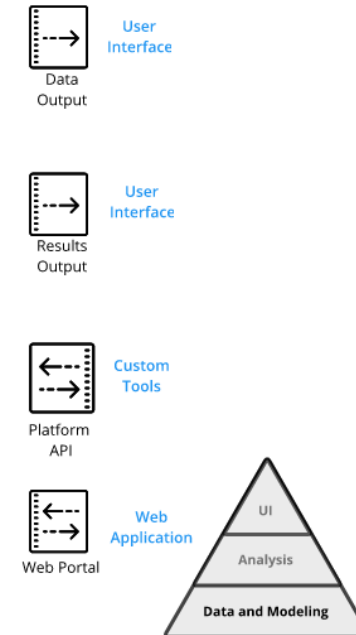 User
Interface
Data
Output
User
Interface
Results
Output
Custom
Tools
Platform
API
Web
Application
Web Portal
UI
Analysis
Data and Modeling